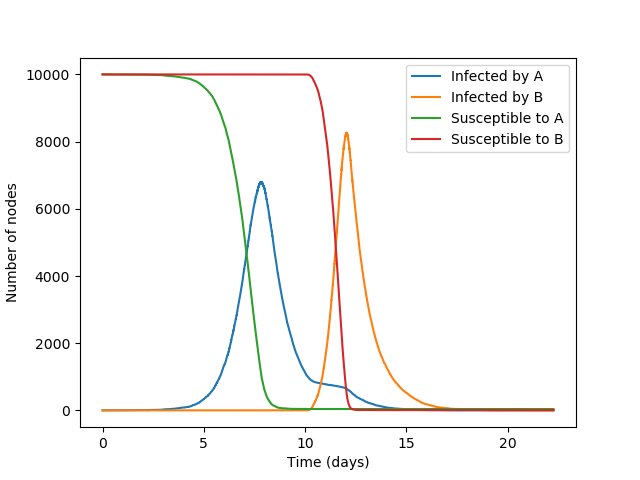 10000
8000
6000
4000
2000
0
Number of nodes
Infected by A
Infected by B
Susceptible to A
Susceptible to B
0 5 10 15 20
Time (days)